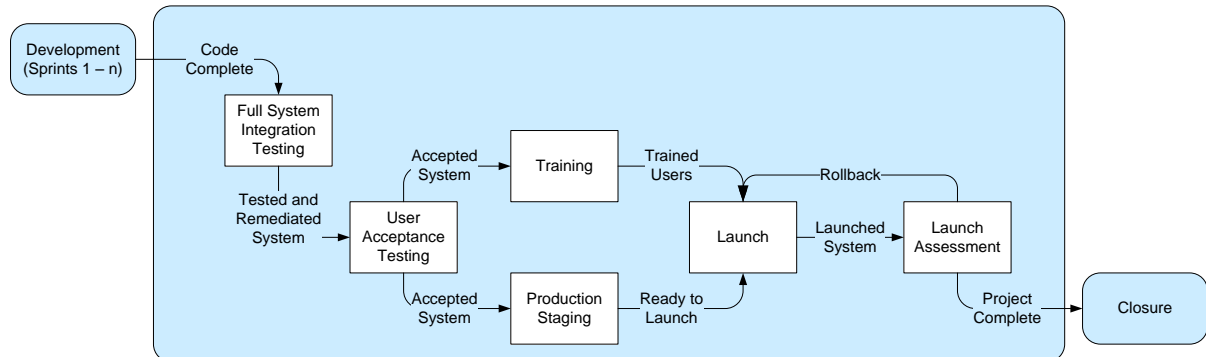 Development
(Sprints 1 – n)
Code
Complete
Full System
Integration
Testing
Tested and
Remediated
System
User
Acceptance
Testing
Accepted
System
Training
Trained
Users
Accepted
System
Production
Staging
Ready to
Launch
Launch
Rollback
Launched
System
Launch
Assessment
Project
Complete
Closure